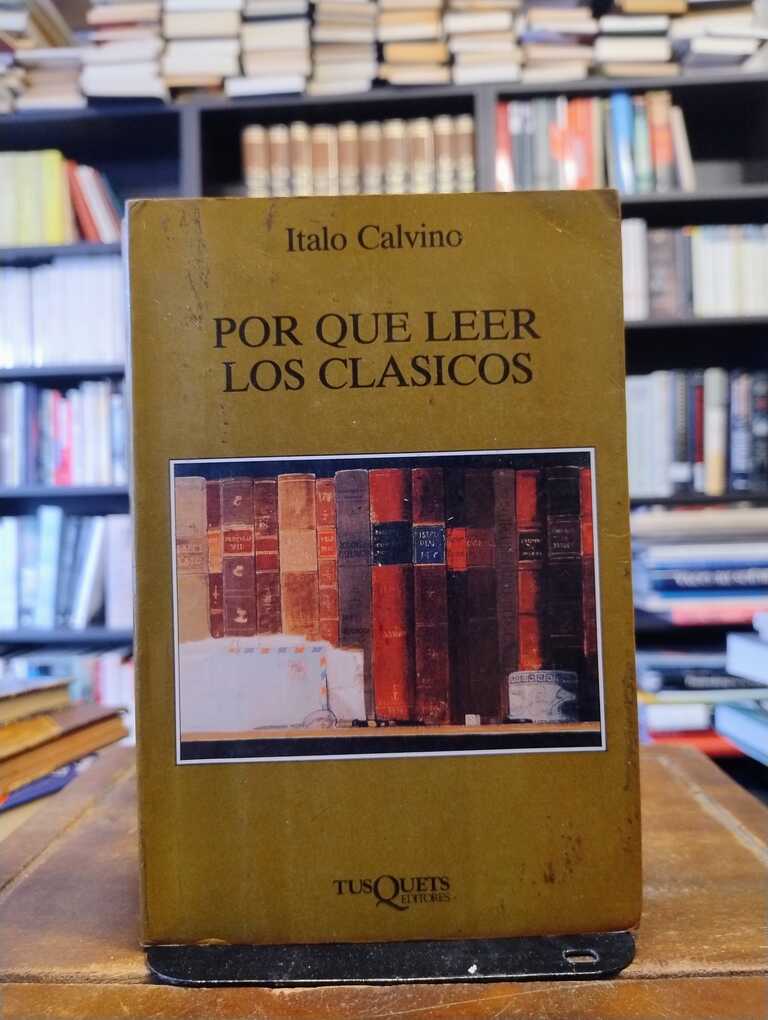 Italo Calvino
POR QUE LEER
LOS CLASICOS
TUSQUETS
EDITORES